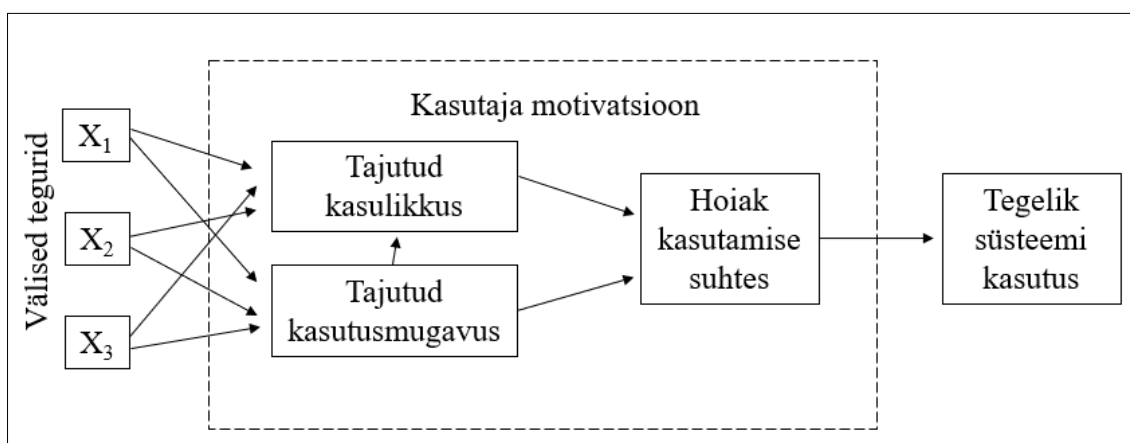 Kasutaja motivatsioon
Välised tegurid
X₁
X₂
X₃
Tajutud
kasulikkus
Tajutud
kasutusmugavus
Hoiak
kasutamise
suhtes
Tegelik
süsteemi
kasutus